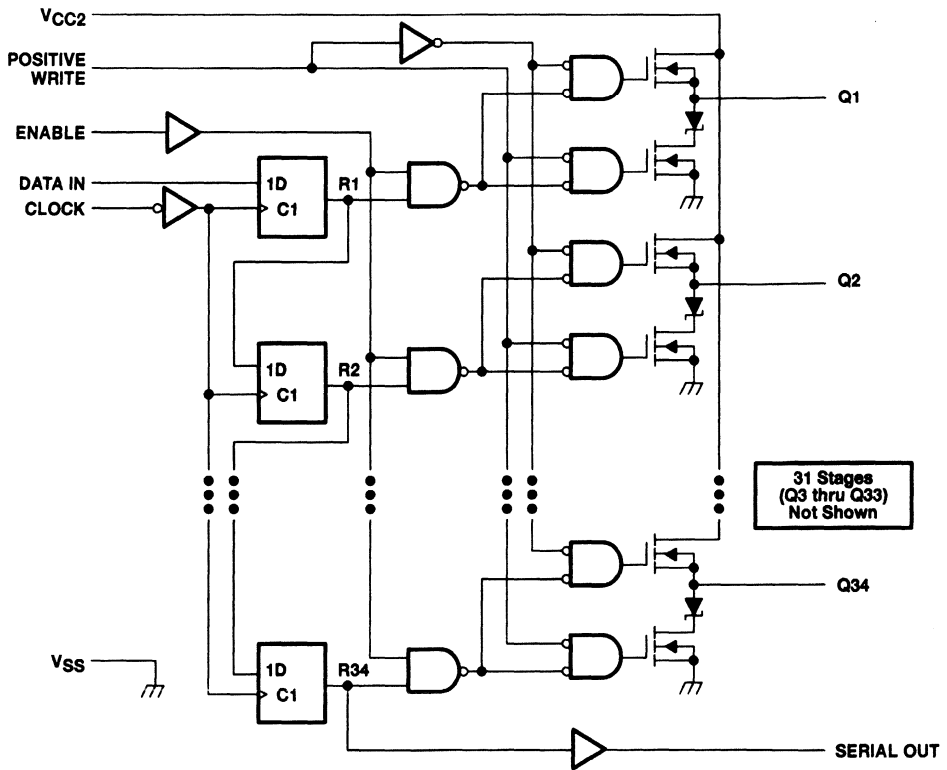 VCC2
POSITIVE
WRITE
Q1
ENABLE
DATA IN
1D
R1
CLOCK
C1
Q2
1D
R2
C1
31 Stages
(Q3 thru Q33)
Not Shown
Q34
VSS
1D
R34
C1
SERIAL OUT